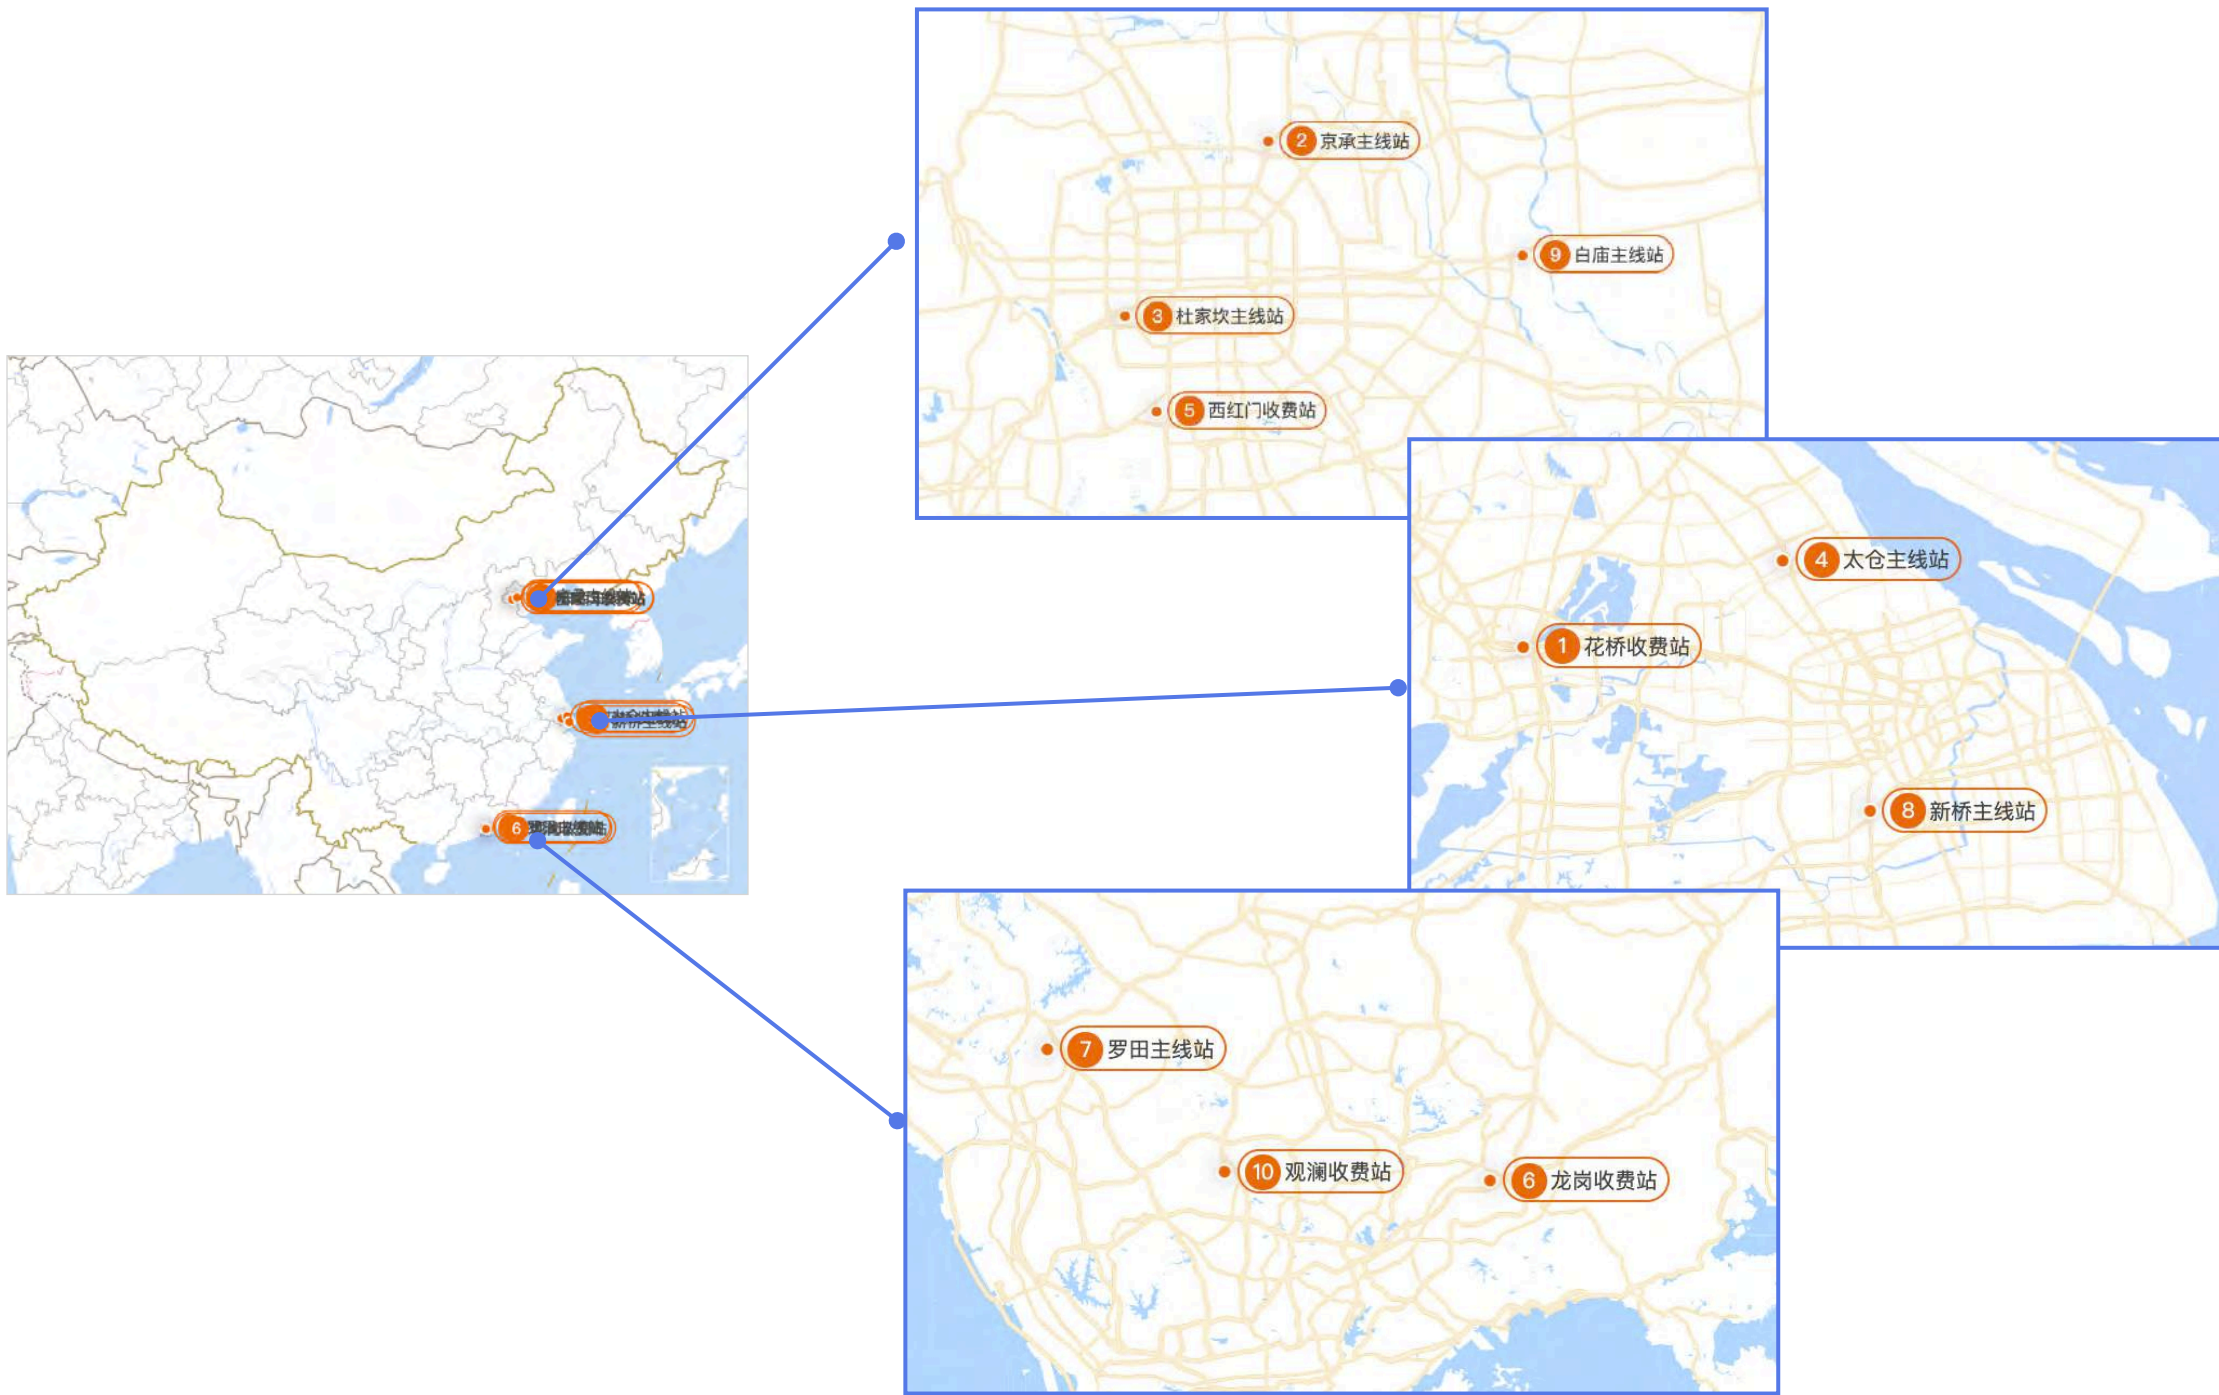 2 京承主线站
9 白庙主线站
3 杜家坎主线站
5 西红门收费站
4 太仓主线站
1 花桥收费站
8 新桥主线站
6
7 罗田主线站
10 观澜收费站
6 龙岗收费站